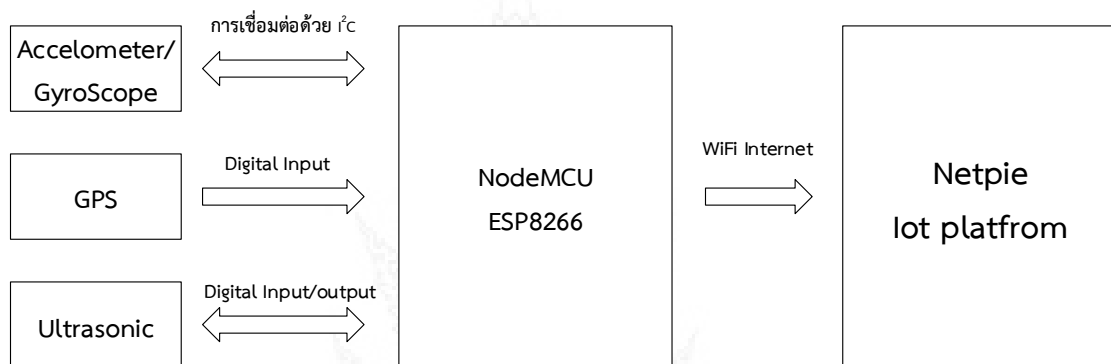 การเชื่อมต่อด้วย I²C
Accelometer/
GyroScope
Digital Input
GPS
Digital Input/output
Ultrasonic
NodeMCU
ESP8266
WiFi Internet
Netpie
Iot platfrom